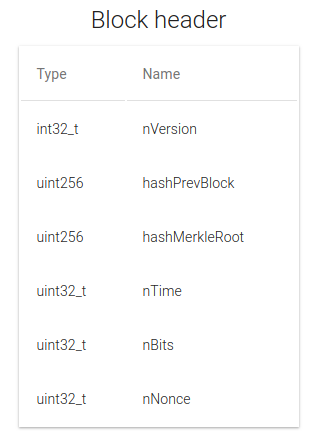 Block header
Type Name
int32_t nVersion
uint256 hashPrevBlock
uint256 hashMerkleRoot
uint32_t nTime
uint32_t nBits
uint32_t nNonce